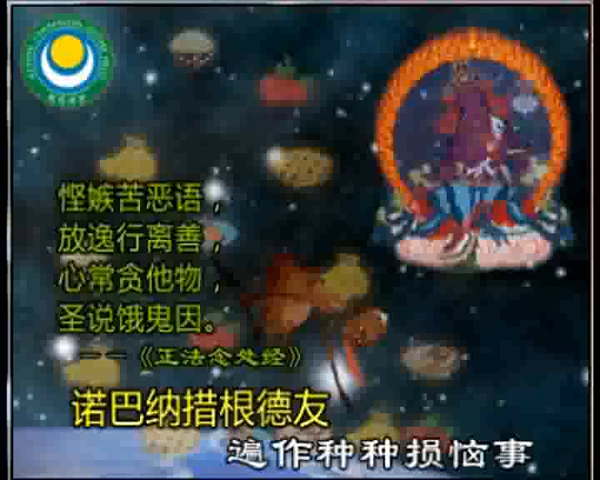 悭嫉苦恶语，
放逸行离善，
心常贪他物，
圣说饿鬼因。
——《正法念处经》
诺巴纳措根德友
遍作种种损恼事